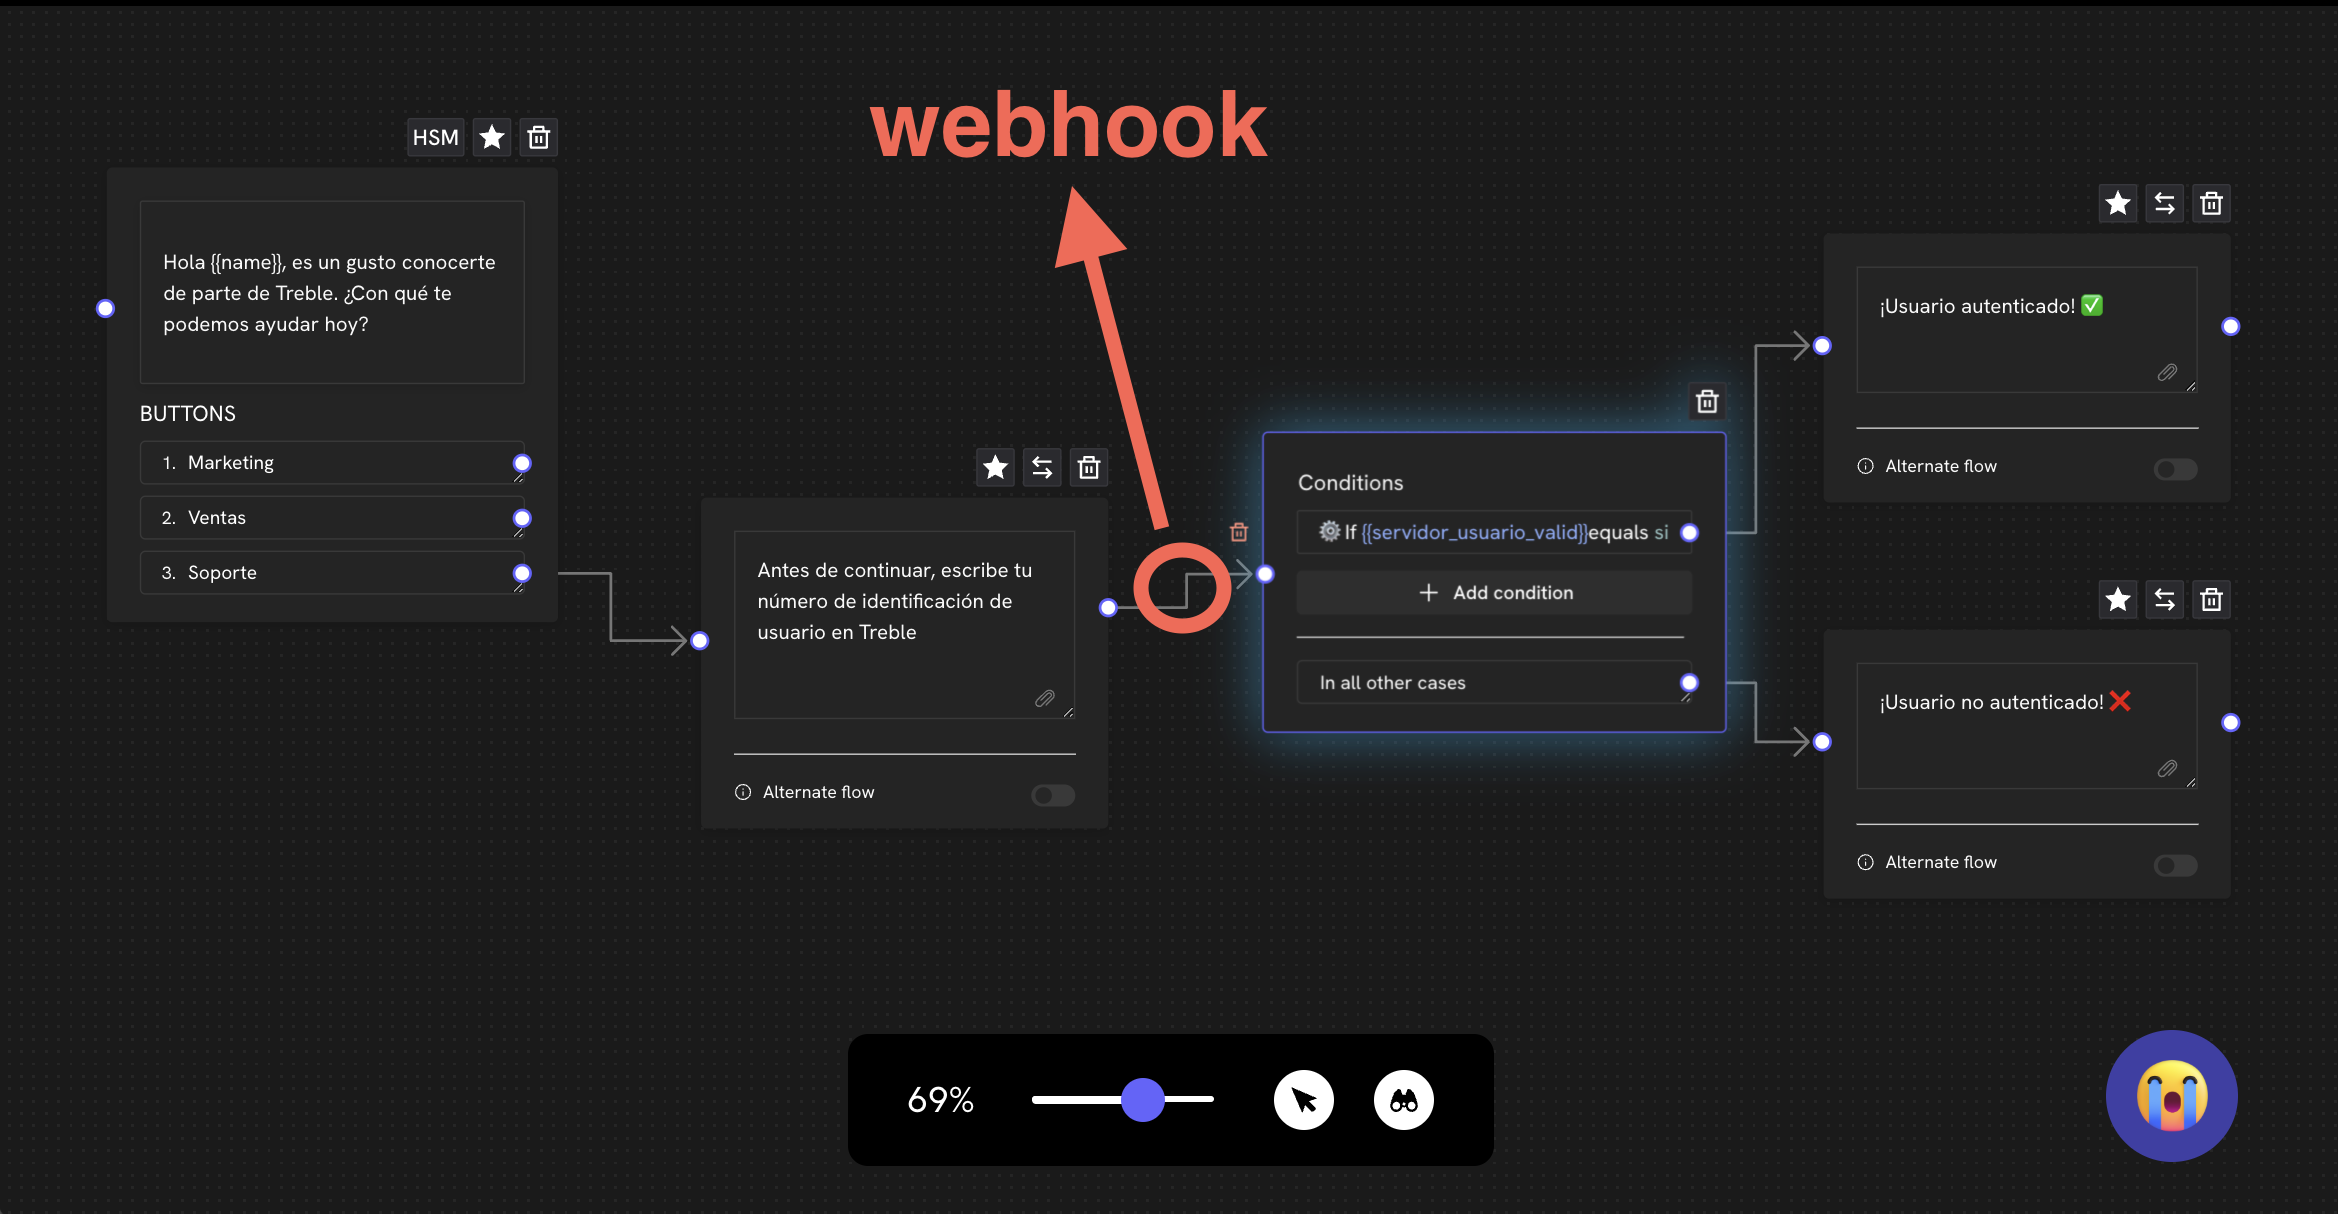 webhook
HSM
Hola {{name}}, es un gusto conocerte
de parte de Treble. ¿Con qué te
podemos ayudar hoy?
BUTTONS
1. Marketing
2. Ventas
3. Soporte
Antes de continuar, escribe tu
número de identificación de
usuario en Treble
Alternate flow
Conditions
If {{servidor_usuario_valid}}equals si
+ Add condition
In all other cases
¡Usuario autenticado! ✅
Alternate flow
¡Usuario no autenticado! ❌
Alternate flow
69%